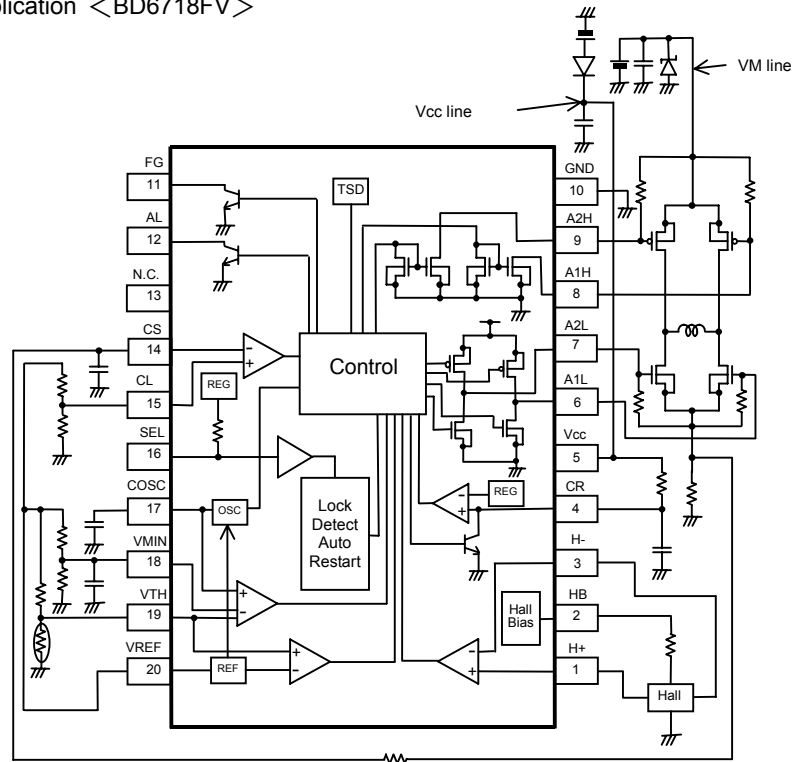 plication ＜BD6718FV＞
VM line
Vcc line
FG
11
AL
12
N.C.
13
CS
14
CL
15
SEL
16
COSC
17
VMIN
18
VTH
19
VREF
20
TSD
Control
REG
OSC
Lock
Detect
Auto
Restart
REF
REG
Hall
Bias
GND
10
A2H
9
A1H
8
A2L
7
A1L
6
Vcc
5
CR
4
H-
3
HB
2
H+
1
Hall